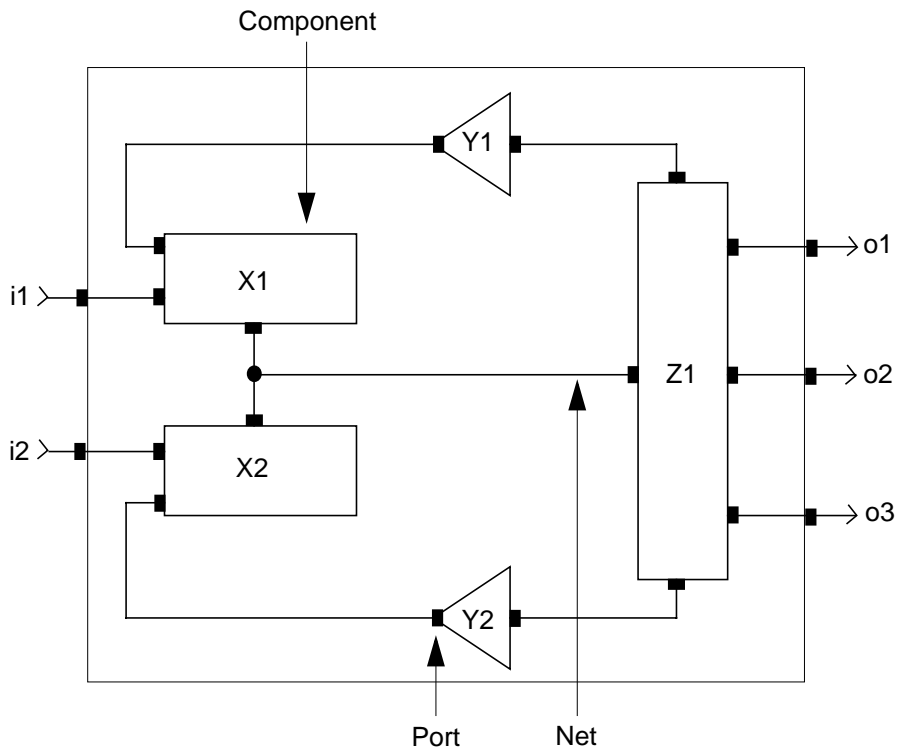 Component
Y1
X1
i1
o1
Z1
o2
X2
i2
o3
Y2
Port
Net